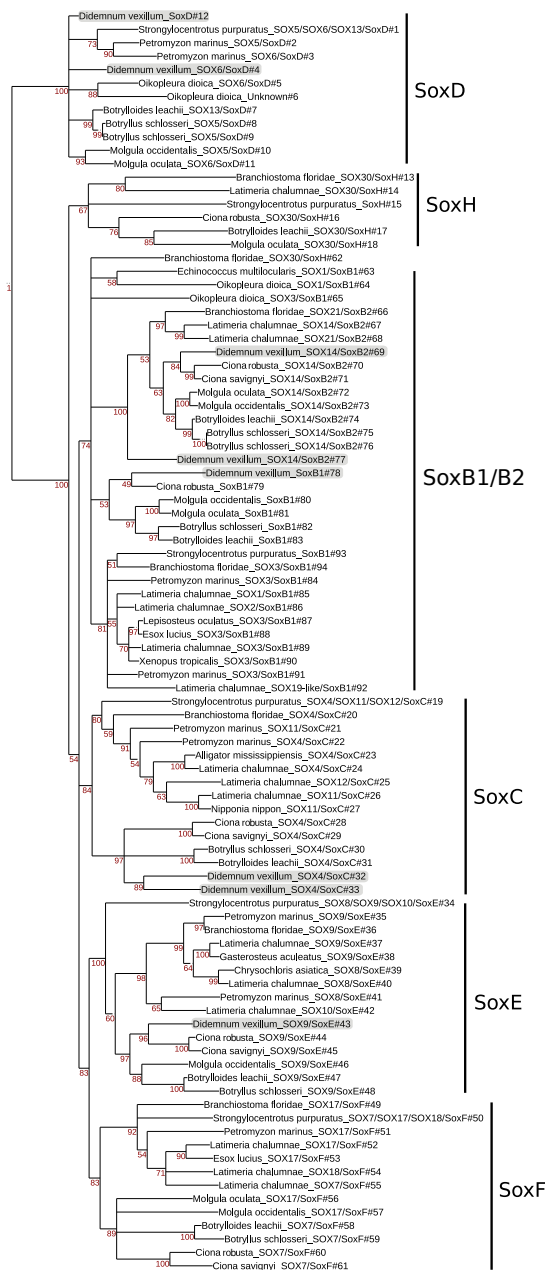 Didemnum vexillum_SoxD#12
Strongylocentrotus purpuratus_SOX5/SOX6/SOX13/SoxD#1
73
Petromyzon marinus_SOX5/SoxD#2
90
Petromyzon marinus_SOX6/SoxD#3
Didemnum vexillum_SOX6/SoxD#4
Oikopleura dioica_SOX6/SoxD#5
100
88
SoxD
Oikopleura dioica_Unknown#6
Botrylloides leachii_SOX13/SoxD#7
99
Botryllus schlosseri_SOX5/SoxD#8
99
Botryllus schlosseri_SOX5/SoxD#9
Molgula occidentalis_SOX5/SoxD#10
93
Molgula oculata_SOX6/SoxD#11
Branchiostoma floridae_SOX30/SoxH#13
80
Latimeria chalumnae_SOX30/SoxH#14
67
Strongylocentrotus purpuratus_SoxH#15
SoxH
Ciona robusta_SOX30/SoxH#16
76
Botrylloides leachii_SOX30/SoxH#17
85
Molgula oculata_SOX30/SoxH#18
Branchiostoma floridae_SOX30/SoxH#62
Echinococcus multilocularis_SOX1/SoxB1#63
58
Oikopleura dioica_SOX1/SoxB1#64
1
Oikopleura dioica_SOX3/SoxB1#65
Branchiostoma floridae_SOX21/SoxB2#66
97
Latimeria chalumnae_SOX14/SoxB2#67
99
Latimeria chalumnae_SOX21/SoxB2#68
Didemnum vexillum_SOX14/SoxB2#69
53
84
Ciona robusta_SOX14/SoxB2#70
99
Ciona savignyi_SOX14/SoxB2#71
63
Molgula oculata_SOX14/SoxB2#72
100
Molgula occidentalis_SOX14/SoxB2#73
82
Botrylloides leachii_SOX14/SoxB2#74
100
99
Botryllus schlosseri_SOX14/SoxB2#75
100
Botryllus schlosseri_SOX14/SoxB2#76
74
Didemnum vexillum_SOX14/SoxB2#77
Didemnum vexillum_SoxB1#78
100
49
SoxB1/B2
Ciona robusta_SoxB1#79
53
Molgula occidentalis_SoxB1#80
100
Molgula oculata_SoxB1#81
97
Botryllus schlosseri_SoxB1#82
97
Botrylloides leachii_SoxB1#83
Strongylocentrotus purpuratus_SoxB1#93
51
Branchiostoma floridae_SOX3/SoxB1#94
Petromyzon marinus_SOX3/SoxB1#84
Latimeria chalumnae_SOX1/SoxB1#85
Latimeria chalumnae_SOX2/SoxB1#86
Lepisosteus oculatus_SOX3/SoxB1#87
81
55
97
Esox lucius_SOX3/SoxB1#88
70
Latimeria chalumnae_SOX3/SoxB1#89
Xenopus tropicalis_SOX3/SoxB1#90
Petromyzon marinus_SOX3/SoxB1#91
Latimeria chalumnae_SOX19-like/SoxB1#92
Strongylocentrotus purpuratus_SOX4/SOX11/SOX12/SoxC#19
80
Branchiostoma floridae_SOX4/SoxC#20
59
Petromyzon marinus_SOX11/SoxC#21
91
Petromyzon marinus_SOX4/SoxC#22
54
54
Alligator mississippiensis_SOX4/SoxC#23
100
Latimeria chalumnae_SOX4/SoxC#24
84
79
Latimeria chalumnae_SOX12/SoxC#25
63
Latimeria chalumnae_SOX11/SoxC#26
SoxC
100
Nipponia nippon_SOX11/SoxC#27
Ciona robusta_SOX4/SoxC#28
100
Ciona savignyi_SOX4/SoxC#29
Botryllus schlosseri_SOX4/SoxC#30
97
100
Botrylloides leachii_SOX4/SoxC#31
Didemnum vexillum_SOX4/SoxC#32
89
Didemnum vexillum_SOX4/SoxC#33
Strongylocentrotus purpuratus_SOX8/SOX9/SOX10/SoxE#34
Petromyzon marinus_SOX9/SoxE#35
97
Branchiostoma floridae_SOX9/SoxE#36
100
99
Latimeria chalumnae_SOX9/SoxE#37
100
Gasterosteus aculeatus_SOX9/SoxE#38
64
Chrysochloris asiatica_SOX8/SoxE#39
98
99
Latimeria chalumnae_SOX8/SoxE#40
SoxE
Petromyzon marinus_SOX8/SoxE#41
65
Latimeria chalumnae_SOX10/SoxE#42
60
Didemnum vexillum_SOX9/SoxE#43
96
Ciona robusta_SOX9/SoxE#44
100
Ciona savignyi_SOX9/SoxE#45
83
97
Molgula occidentalis_SOX9/SoxE#46
88
Botrylloides leachii_SOX9/SoxE#47
100
Botryllus schlosseri_SOX9/SoxE#48
Branchiostoma floridae_SOX17/SoxF#49
Strongylocentrotus purpuratus_SOX7/SOX17/SOX18/SoxF#50
92
Petromyzon marinus_SOX17/SoxF#51
Latimeria chalumnae_SOX17/SoxF#52
54
90
Esox lucius_SOX17/SoxF#53
71
Latimeria chalumnae_SOX18/SoxF#54
83
Latimeria chalumnae_SOX7/SoxF#55
SoxF
Molgula oculata_SOX17/SoxF#56
Molgula occidentalis_SOX17/SoxF#57
Botrylloides leachii_SOX7/SoxF#58
89
97
Botryllus schlosseri_SOX7/SoxF#59
Ciona robusta_SOX7/SoxF#60
100
Ciona savignyi_SOX7/SoxF#61